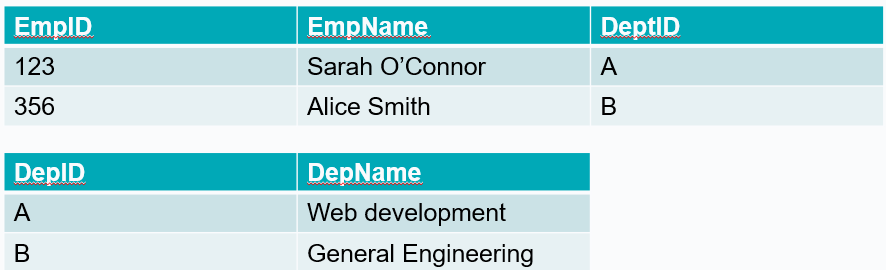 EmpID EmpName DeptID
123 Sarah O’Connor A
356 Alice Smith B
DepID DepName
A Web development
B General Engineering